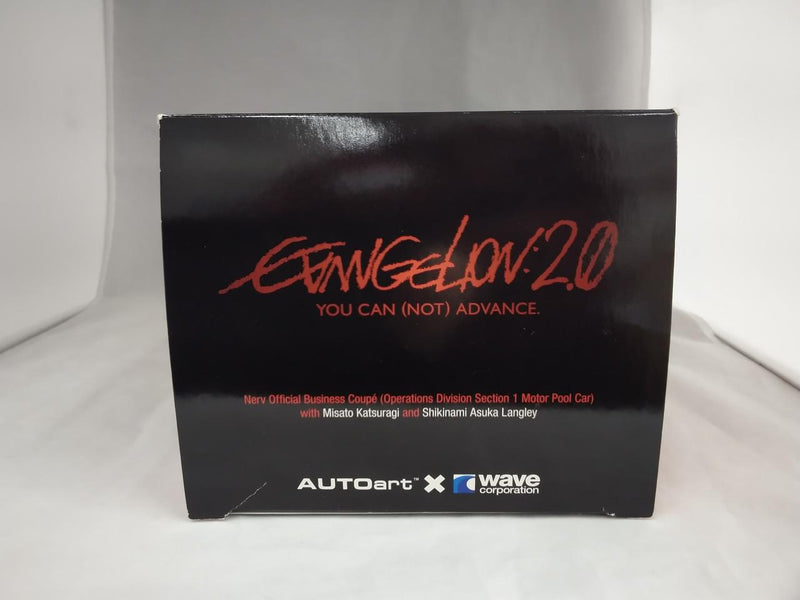 EVANGELION:2.0
YOU CAN (NOT) ADVANCE.
Nerv Official Business Coupé (Operations Division Section 1 Motor Pool Car)
with Misato Katsuragi and Shikinami Asuka Langley
AUTOart™ X wave corporation